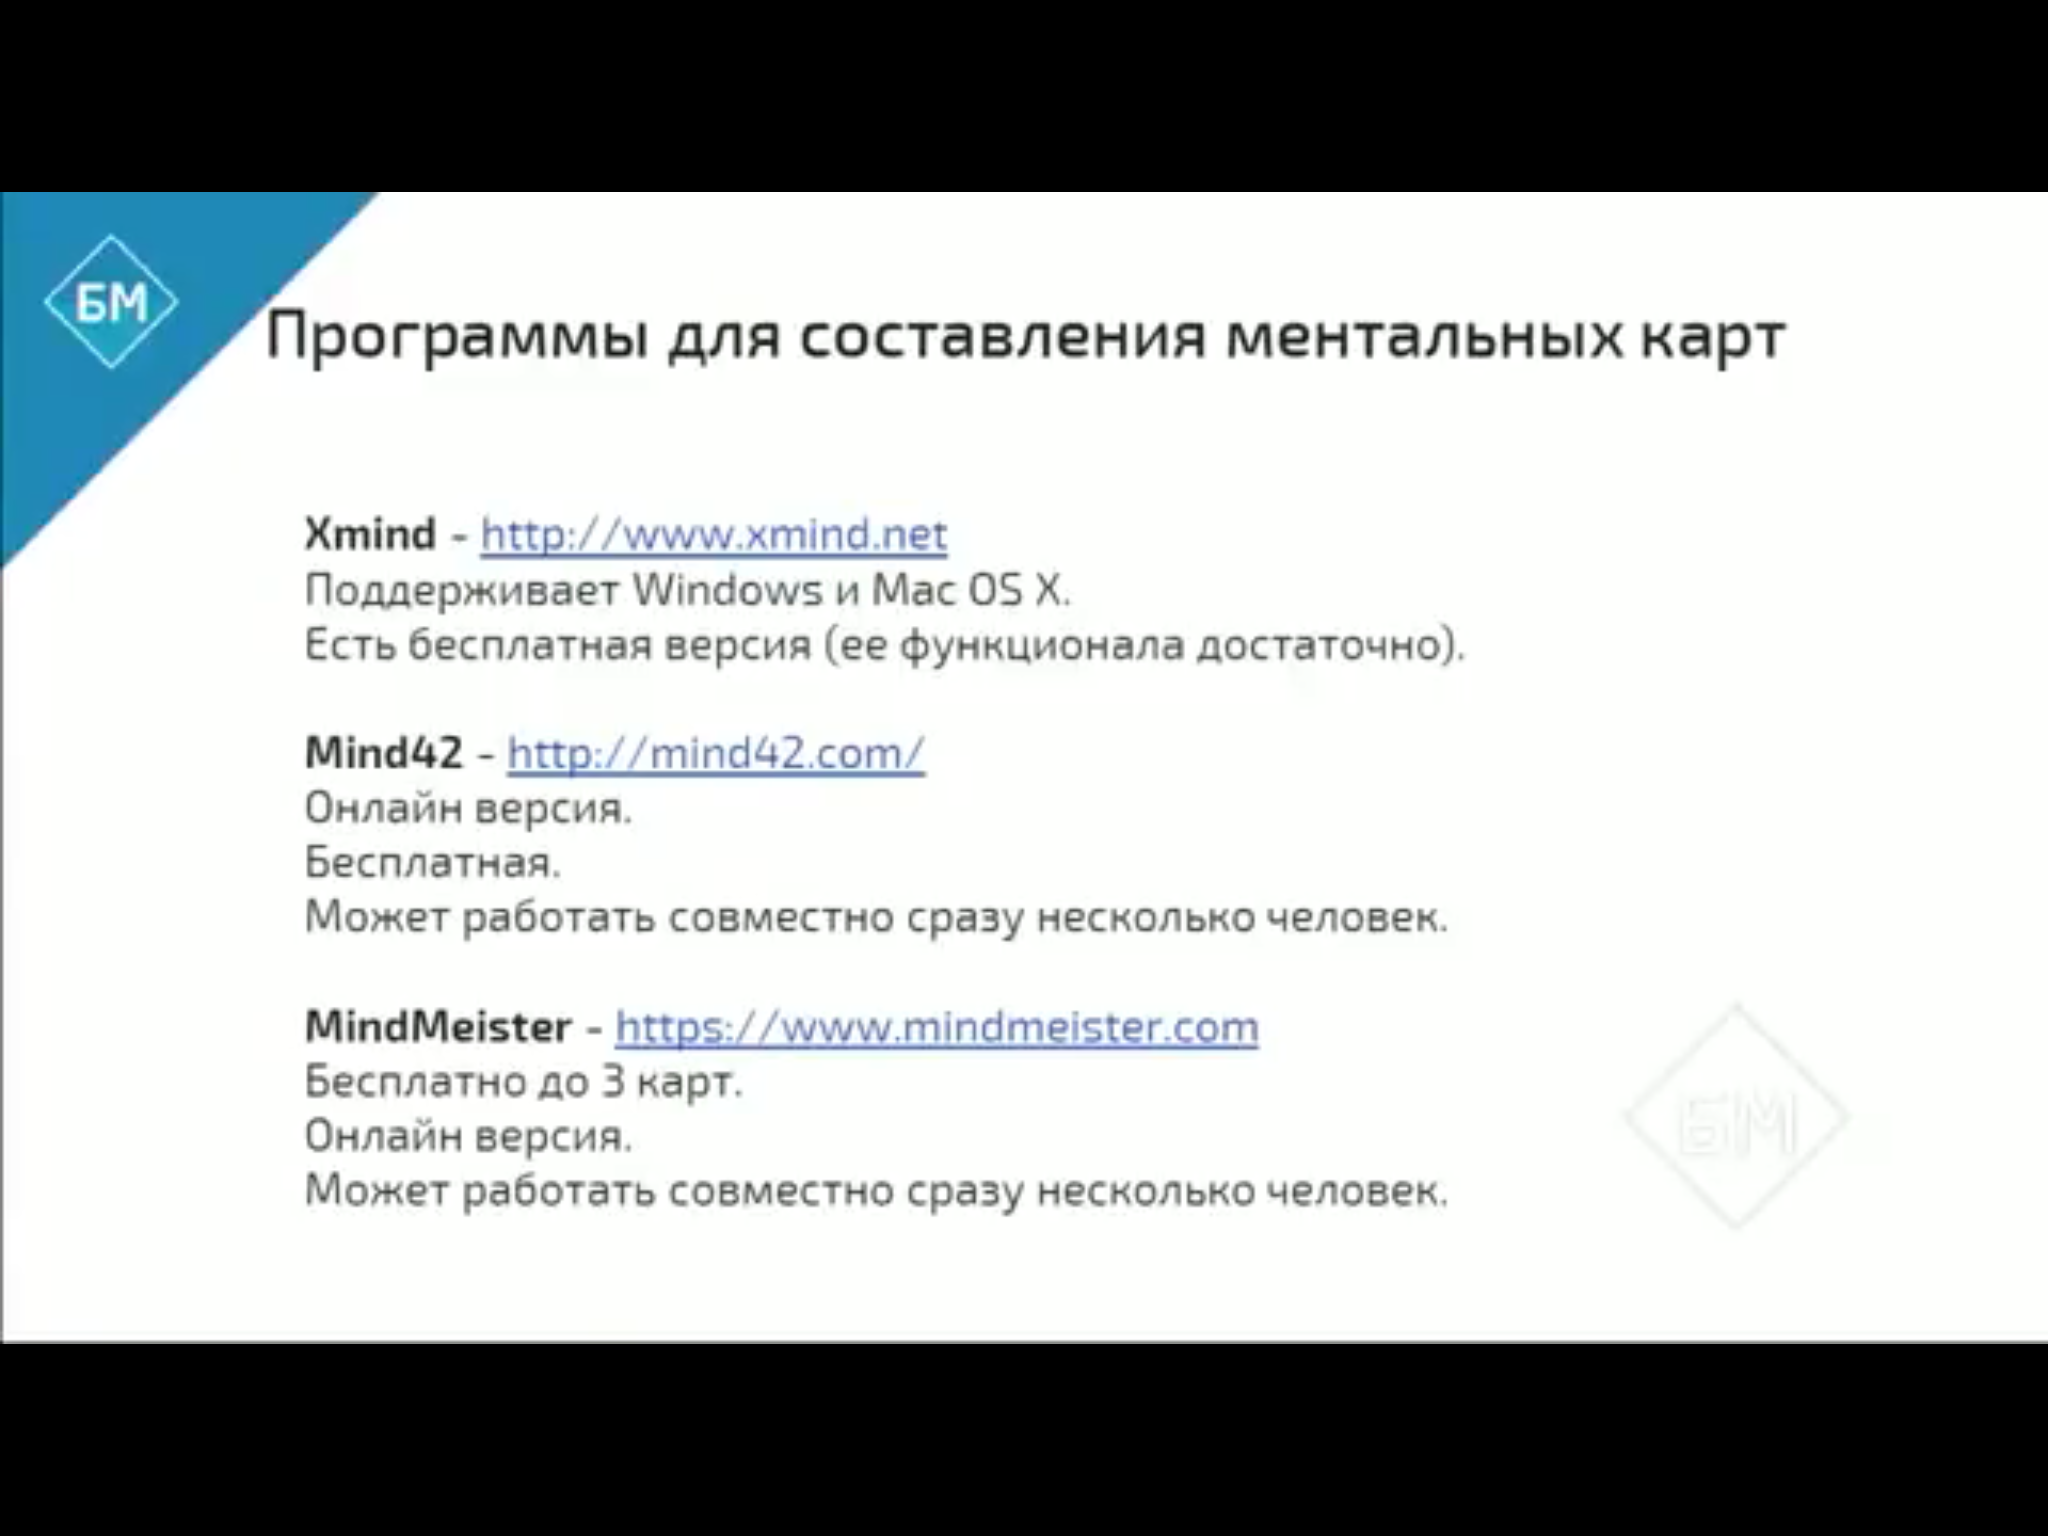 БМ
Программы для составления ментальных карт
Xmind - http://www.xmind.net
Поддерживает Windows и Mac OS X.
Есть бесплатная версия (ее функционала достаточно).
Mind42 - http://mind42.com/
Онлайн версия.
Бесплатная.
Может работать совместно сразу несколько человек.
MindMeister - https://www.mindmeister.com
Бесплатно до 3 карт.
Онлайн версия.
Может работать совместно сразу несколько человек.
БМ